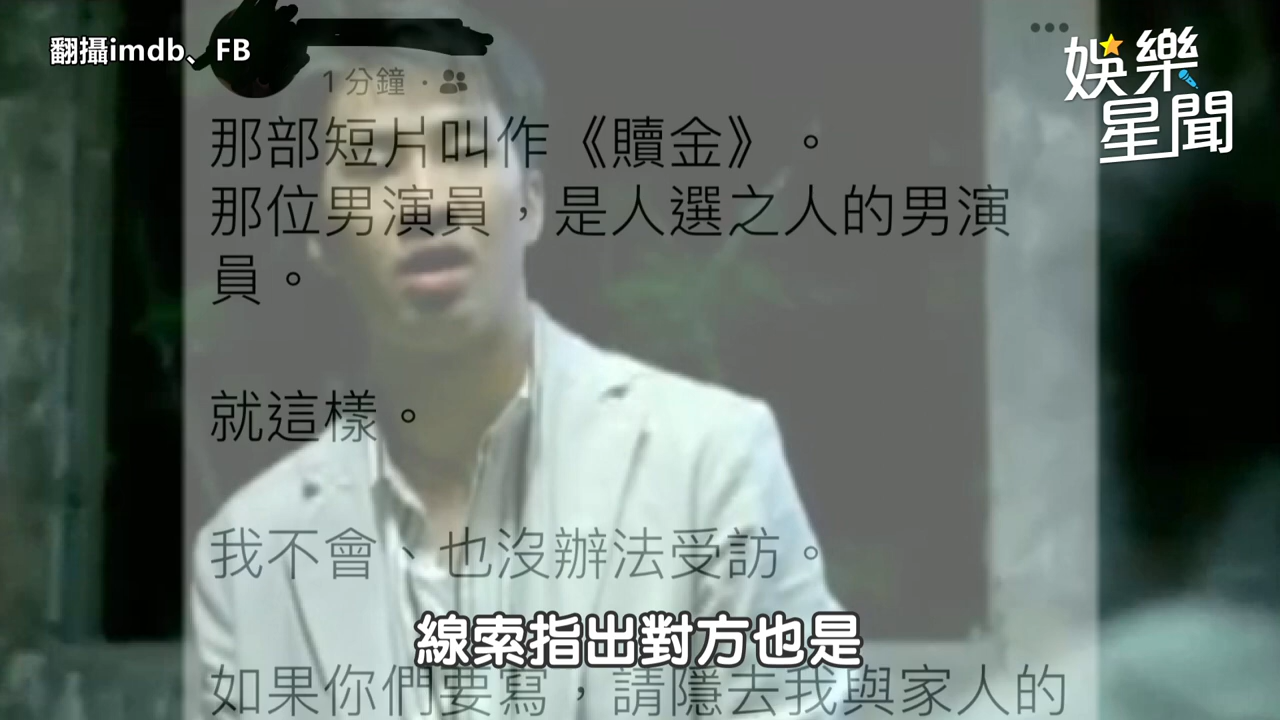 翻攝imdb、FB
娛樂
星聞
1分鐘·
那部短片叫作《贖金》。
那位男演員，是人選之人的男演
員。
就這樣。
我不會、也沒辦法受訪。
線索指出對方也是
如果你們要寫，請隱去我與家人的